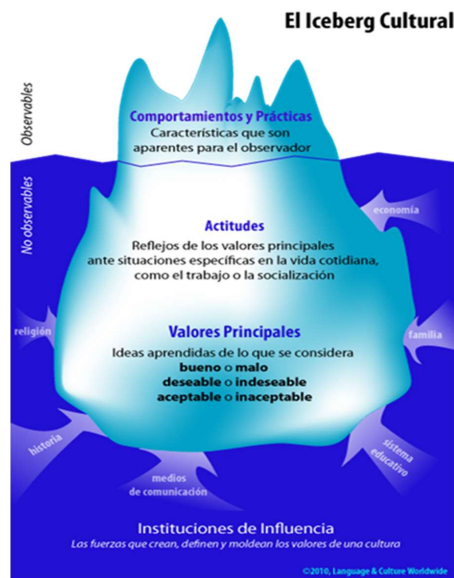 El Iceberg Cultural
Observables
Comportamientos y Prácticas
Características que son
aparentes para el observador
No observables
economía
Actitudes
Reflejos de los valores principales
ante situaciones específicas en la vida cotidiana,
como el trabajo o la socialización
religión
familia
Valores Principales
Ideas aprendidas de lo que se considera
bueno o malo
deseable o indeseable
aceptable o inaceptable
historia
medios
de comunicación
sistema
educativo
Instituciones de Influencia
Las fuerzas que crean, definen y moldean los valores de una cultura
©2010, Language & Culture Worldwide